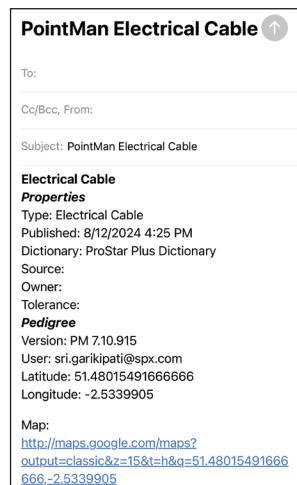 PointMan Electrical Cable
To:
Cc/Bcc, From:
Subject: PointMan Electrical Cable
Electrical Cable
Properties
Type: Electrical Cable
Published: 8/12/2024 4:25 PM
Dictionary: ProStar Plus Dictionary
Source:
Owner:
Tolerance:
Pedigree
Version: PM 7.10.915
User: sri.garikipati@spx.com
Latitude: 51.48015491666666
Longitude: -2.5339905
Map:
http://maps.google.com/maps?
output=classic&z=15&t=h&q=51.48015491666
666,-2.5339905